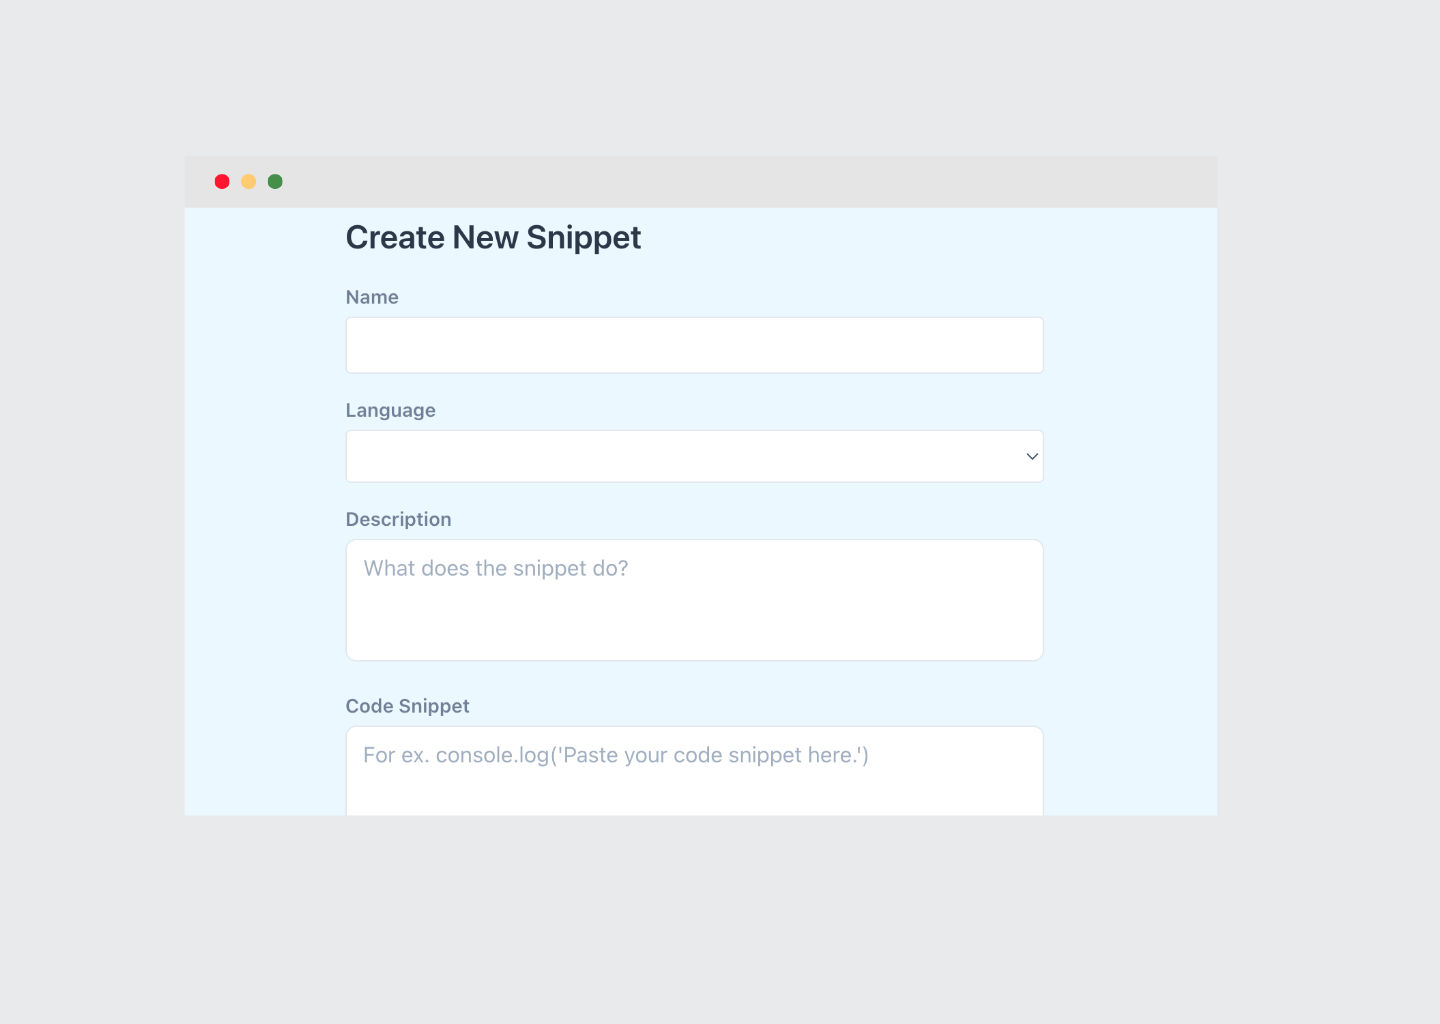 Create New Snippet
Name
Language
Description
What does the snippet do?
Code Snippet
For ex. console.log('Paste your code snippet here.')